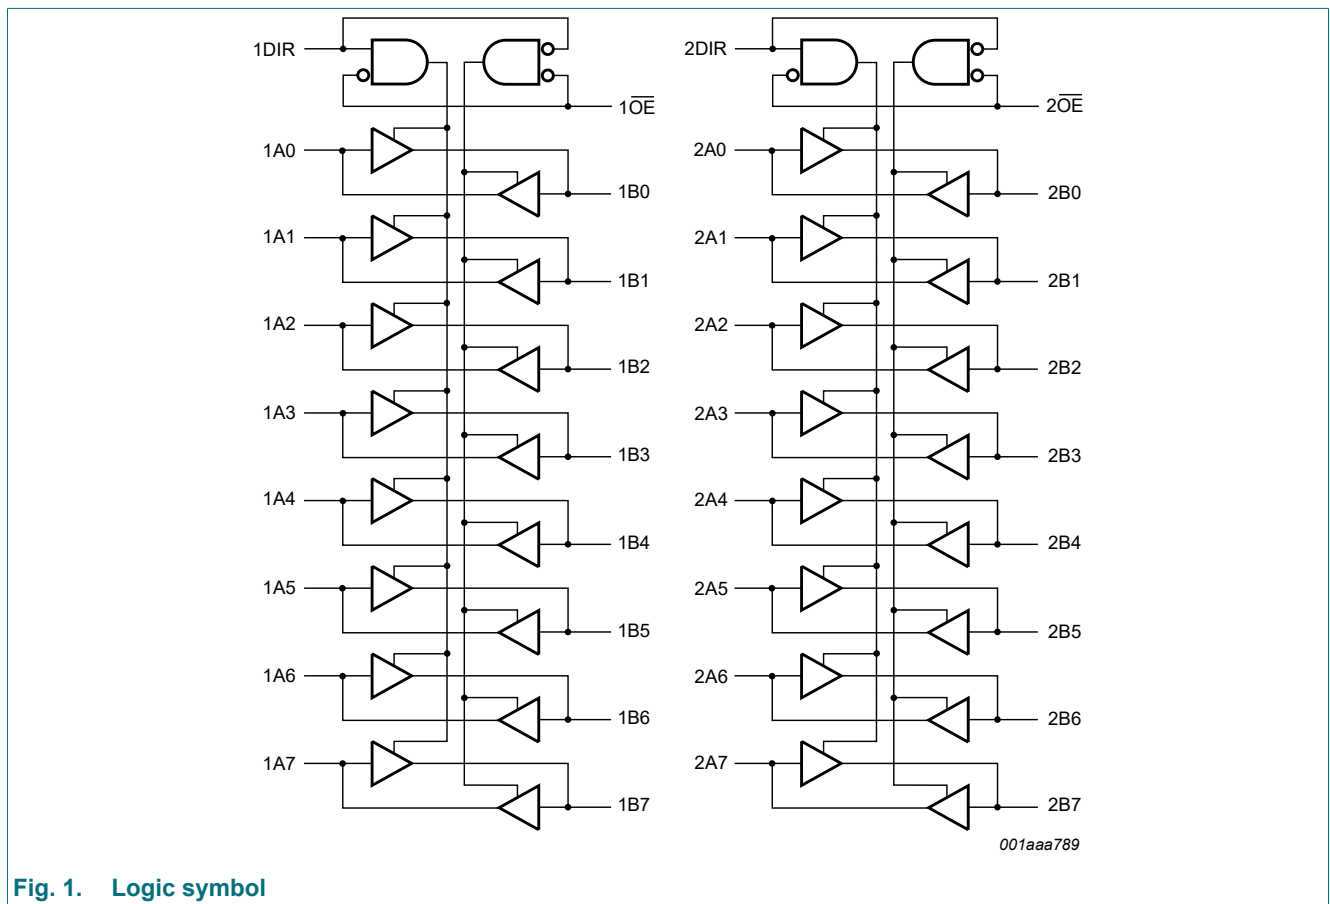 1DIR
2DIR
1O̅E̅
2O̅E̅
1A0
2A0
1B0
2B0
1A1
2A1
1B1
2B1
1A2
2A2
1B2
2B2
1A3
2A3
1B3
2B3
1A4
2A4
1B4
2B4
1A5
2A5
1B5
2B5
1A6
2A6
1B6
2B6
1A7
2A7
1B7
2B7
001aaa789
Fig. 1. Logic symbol